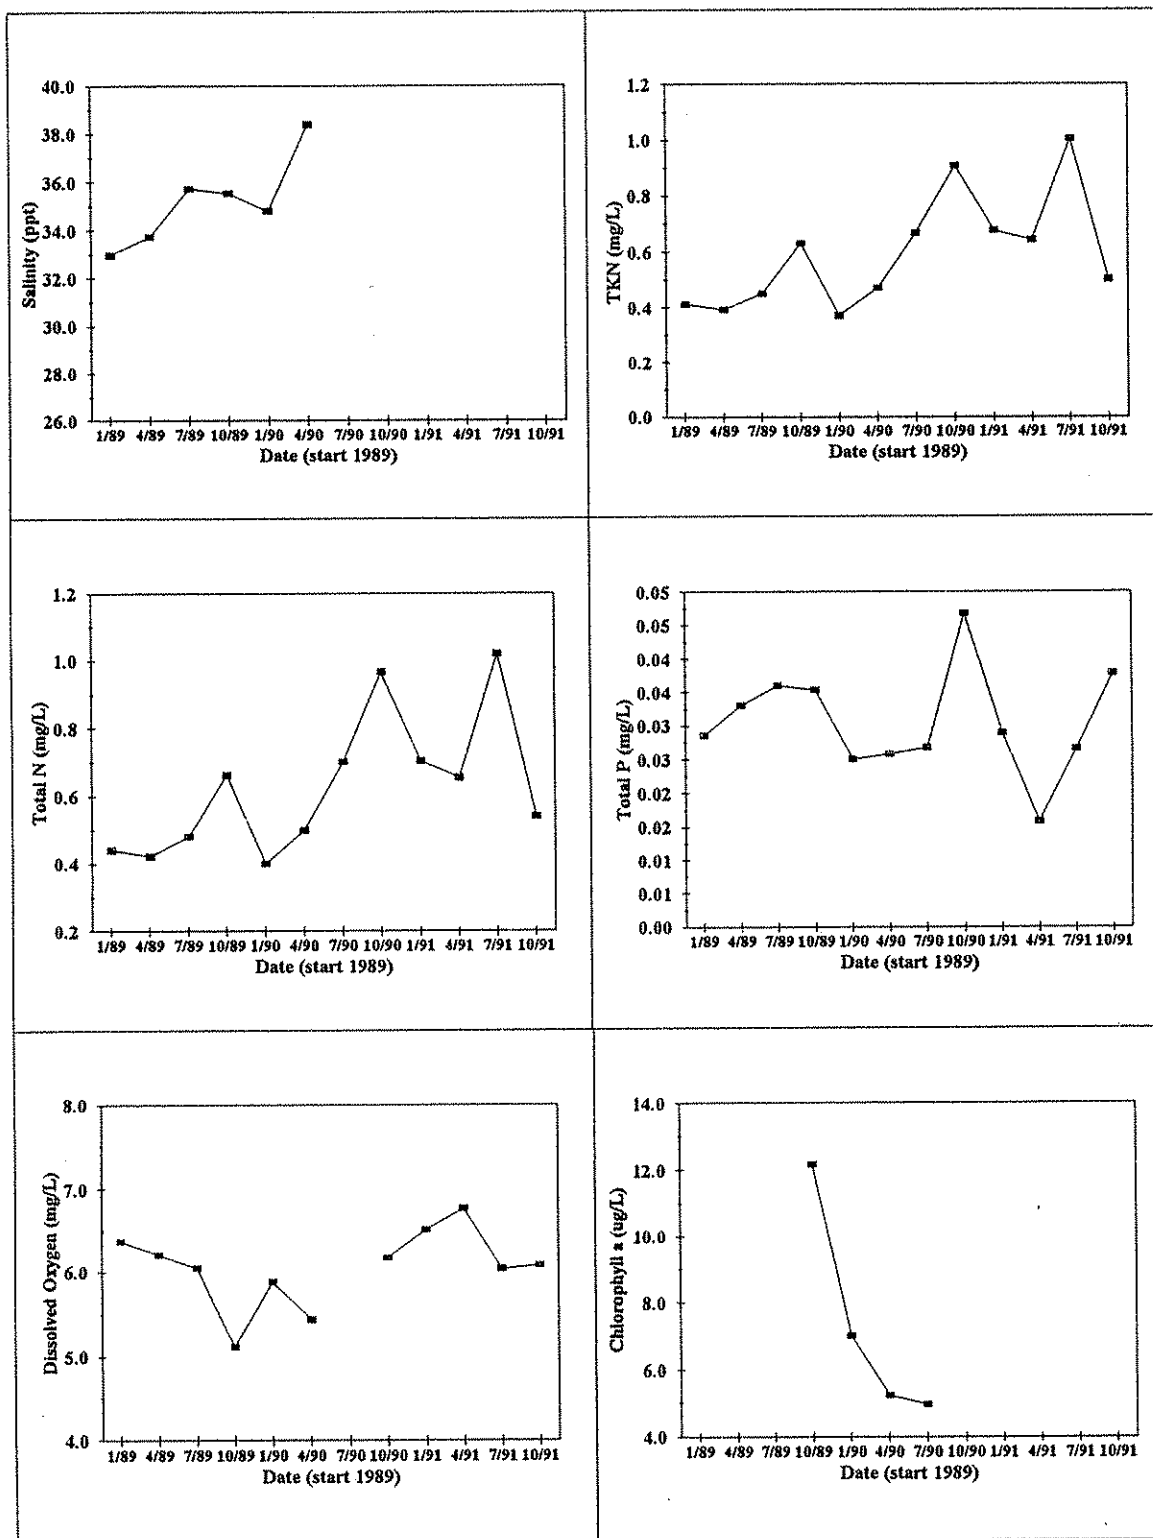 40.0
38.0
36.0
34.0
32.0
30.0
28.0
26.0
Salinity (ppt)
1/89 4/89 7/89 10/89 1/90 4/90 7/90 10/90 1/91 4/91 7/91 10/91
Date (start 1989)
1.2
1.0
0.8
0.6
0.4
0.2
0.0
TKN (mg/L)
1/89 4/89 7/89 10/89 1/90 4/90 7/90 10/90 1/91 4/91 7/91 10/91
Date (start 1989)
1.2
1.0
0.8
0.6
0.4
0.2
Total N (mg/L)
1/89 4/89 7/89 10/89 1/90 4/90 7/90 10/90 1/91 4/91 7/91 10/91
Date (start 1989)
0.05
0.05
0.04
0.04
0.03
0.03
0.02
0.02
0.01
0.01
0.00
Total P (mg/L)
1/89 4/89 7/89 10/89 1/90 4/90 7/90 10/90 1/91 4/91 7/91 10/91
Date (start 1989)
8.0
7.0
6.0
5.0
4.0
Dissolved Oxygen (mg/L)
1/89 4/89 7/89 10/89 1/90 4/90 7/90 10/90 1/91 4/91 7/91 10/91
Date (start 1989)
14.0
12.0
10.0
8.0
6.0
4.0
Chlorophyll a (ug/L)
1/89 4/89 7/89 10/89 1/90 4/90 7/90 10/90 1/91 4/91 7/91 10/91
Date (start 1989)